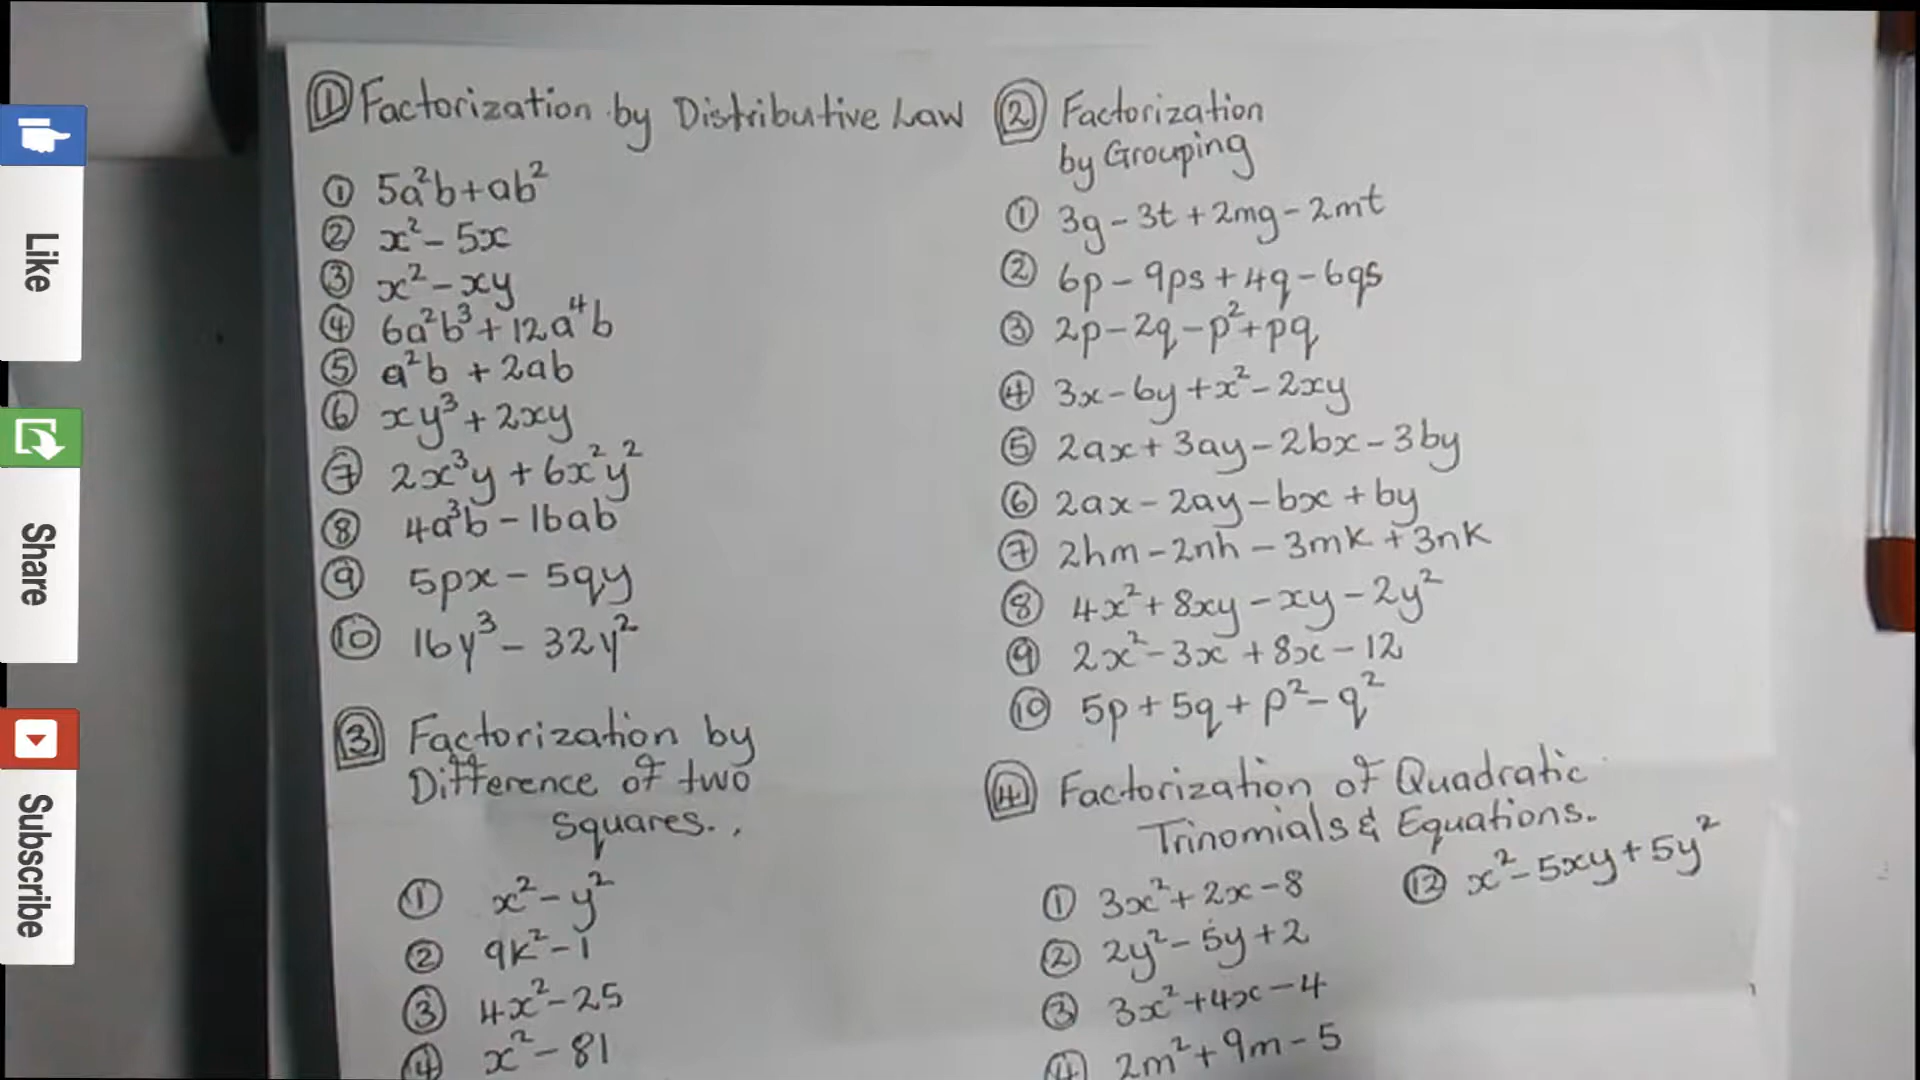 ① Factorization by Distributive Law
① 5a²b + ab²
② x² - 5x
③ x² - xy
④ 6a²b³ + 12a⁴b
⑤ a²b + 2ab
⑥ xy³ + 2xy
⑦ 2x³y + 6x²y²
⑧ 4a³b - 16ab
⑨ 5px - 5qy
⑩ 16y³ - 32y²
② Factorization
by Grouping
① 3g - 3t + 2mg - 2mt
② 6p - 9ps + 4q - 6qs
③ 2p - 2q - p² + pq
④ 3x - 6y + x² - 2xy
⑤ 2ax + 3ay - 2bx - 3by
⑥ 2ax - 2ay - bx + by
⑦ 2hm - 2nh - 3mk + 3nk
⑧ 4x² + 8xy - xy - 2y²
⑨ 2x² - 3x + 8x - 12
⑩ 5p + 5q + p² - q²
③ Factorization by
Difference of two
Squares.
① x² - y²
② 9k² - 1
③ 4x² - 25
④ x² - 81
④ Factorization of Quadratic
Trinomials & Equations.
① 3x² + 2x - 8
② 2y² - 5y + 2
③ 3x² + 4x - 4
④ 2m² + 9m - 5
⑫ x² - 5xy + 5y²
Like
Share
Subscribe